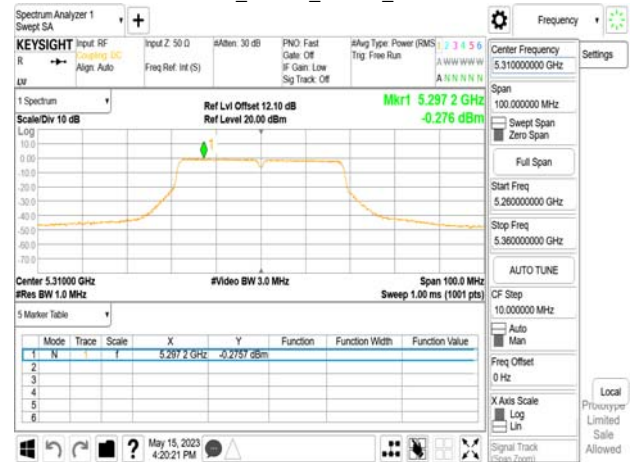 Spectrum Analyzer 1
Swept SA
Frequency
KEYSIGHT
R
LXI
Input: RF
Coupling: DC
Align: Auto
Input Z: 50 Ω
Freq Ref: Int (S)
#Atten: 30 dB
PNO: Fast
Gate: Off
IF Gain: Low
Sig Track: Off
#Avg Type: Power (RMS)
Trig: Free Run
1 2 3 4 5 6
A W W W W W
A N N N N N
1 Spectrum
Scale/Div 10 dB
Ref Lvl Offset 12.10 dB
Ref Level 20.00 dBm
Mkr1 5.297 2 GHz
-0.276 dBm
Log
10.0
0.00
-10.0
-20.0
-30.0
-40.0
-50.0
-60.0
-70.0
1
Center 5.31000 GHz
#Res BW 1.0 MHz
#Video BW 3.0 MHz
Span 100.0 MHz
Sweep 1.00 ms (1001 pts)
5 Marker Table
Mode Trace Scale X Y Function Function Width Function Value
1 N 1 f 5.297 2 GHz -0.2757 dBm
2
3
4
5
6
May 15, 2023
4:20:21 PM
Center Frequency
5.310000000 GHz
Settings
Span
100.000000 MHz
Swept Span
Zero Span
Full Span
Start Freq
5.260000000 GHz
Stop Freq
5.360000000 GHz
AUTO TUNE
CF Step
10.000000 MHz
Auto
Man
Freq Offset
0 Hz
X Axis Scale
Log
Lin
Signal Track
(Span Zoom)
Local
Prototype
Limited
Sale
Allowed